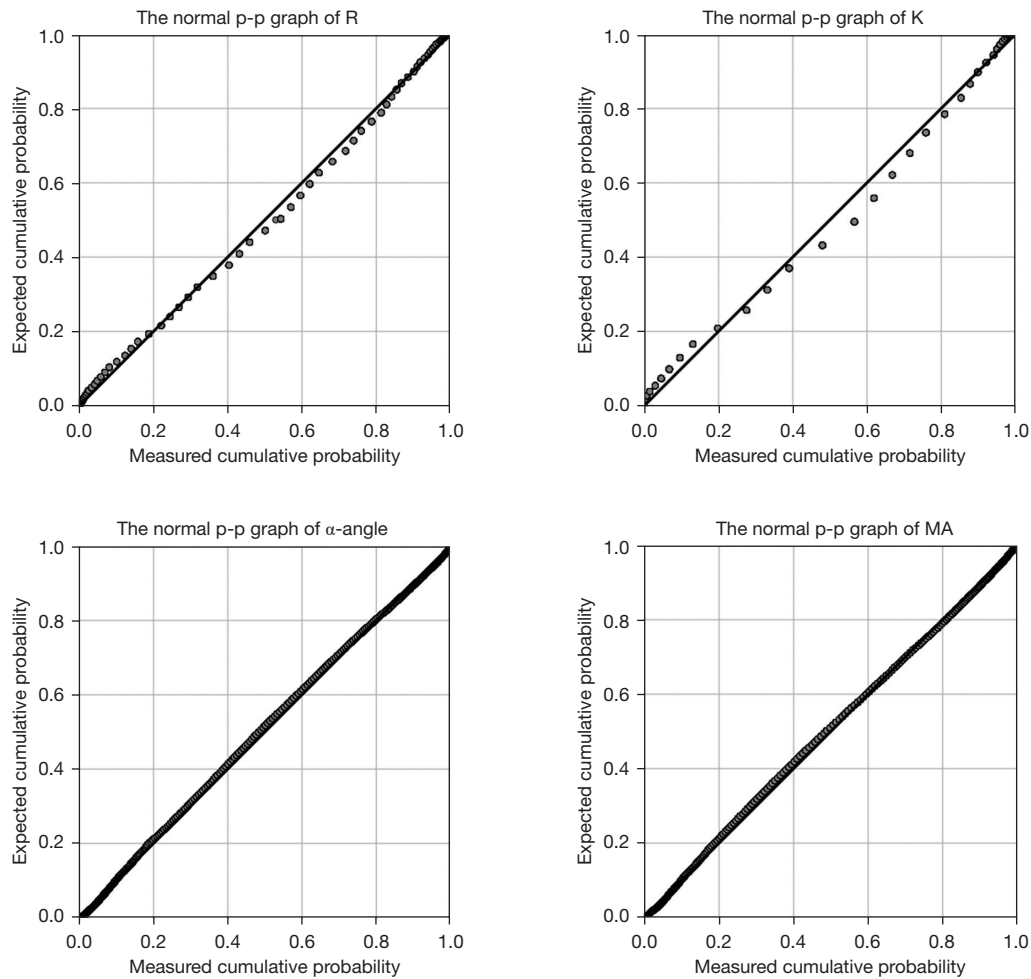 The normal p-p graph of R
1.0
0.8
0.6
0.4
0.2
0.0
Expected cumulative probability
0.0 0.2 0.4 0.6 0.8 1.0
Measured cumulative probability
The normal p-p graph of K
1.0
0.8
0.6
0.4
0.2
0.0
Expected cumulative probability
0.0 0.2 0.4 0.6 0.8 1.0
Measured cumulative probability
The normal p-p graph of α-angle
1.0
0.8
0.6
0.4
0.2
0.0
Expected cumulative probability
0.0 0.2 0.4 0.6 0.8 1.0
Measured cumulative probability
The normal p-p graph of MA
1.0
0.8
0.6
0.4
0.2
0.0
Expected cumulative probability
0.0 0.2 0.4 0.6 0.8 1.0
Measured cumulative probability